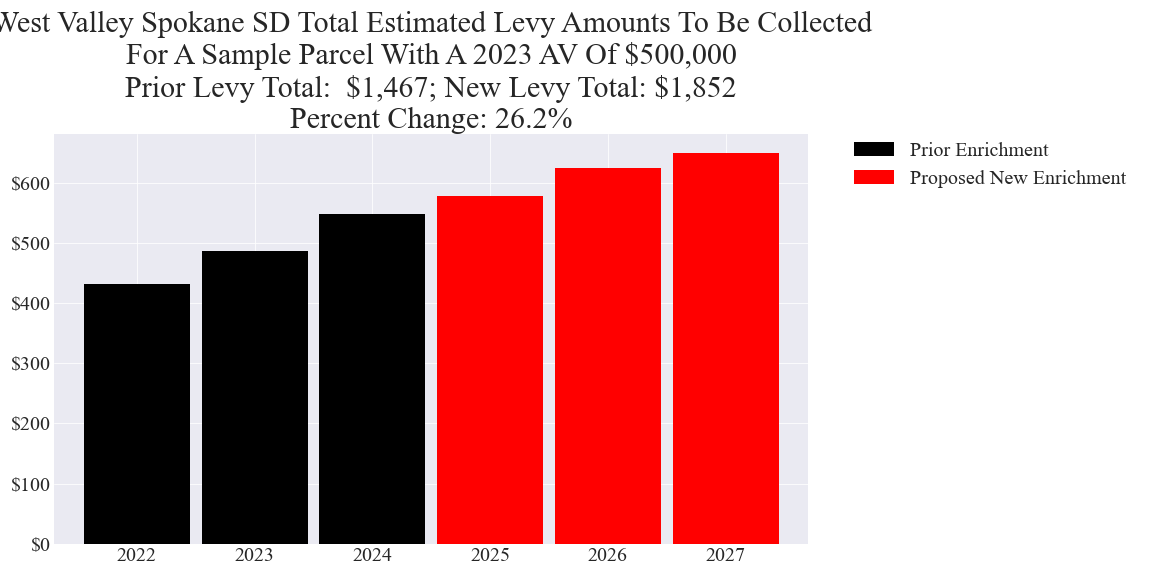 West Valley Spokane SD Total Estimated Levy Amounts To Be Collected
For A Sample Parcel With A 2023 AV Of $500,000
Prior Levy Total:  $1,467; New Levy Total: $1,852
Percent Change: 26.2%
Prior Enrichment
Proposed New Enrichment
$600
$500
$400
$300
$200
$100
$0
2022 2023 2024 2025 2026 2027